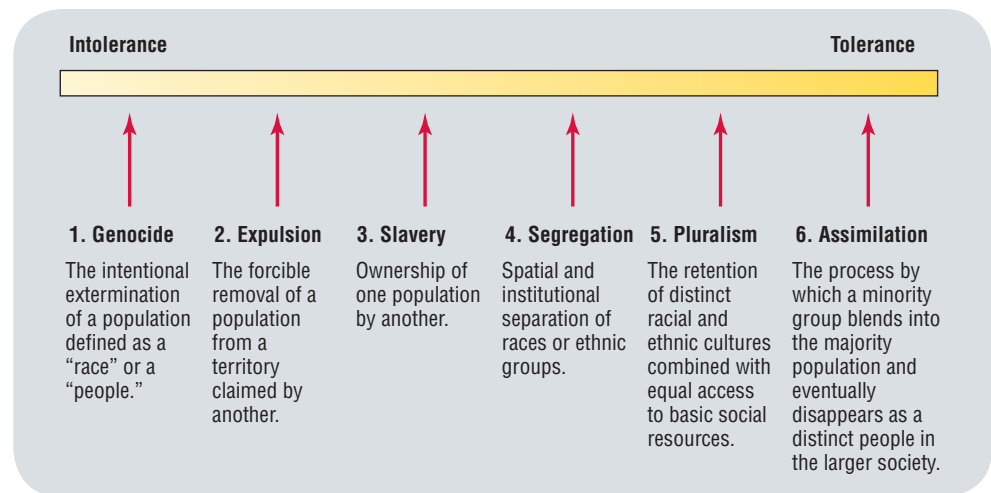 Intolerance
Tolerance
1. Genocide
The intentional
extermination
of a population
defined as a
“race” or a
“people.”
2. Expulsion
The forcible
removal of a
population
from a
territory
claimed by
another.
3. Slavery
Ownership of
one population
by another.
4. Segregation
Spatial and
institutional
separation of
races or ethnic
groups.
5. Pluralism
The retention
of distinct
racial and
ethnic cultures
combined with
equal access
to basic social
resources.
6. Assimilation
The process by
which a minority
group blends into
the majority
population and
eventually
disappears as a
distinct people in
the larger society.